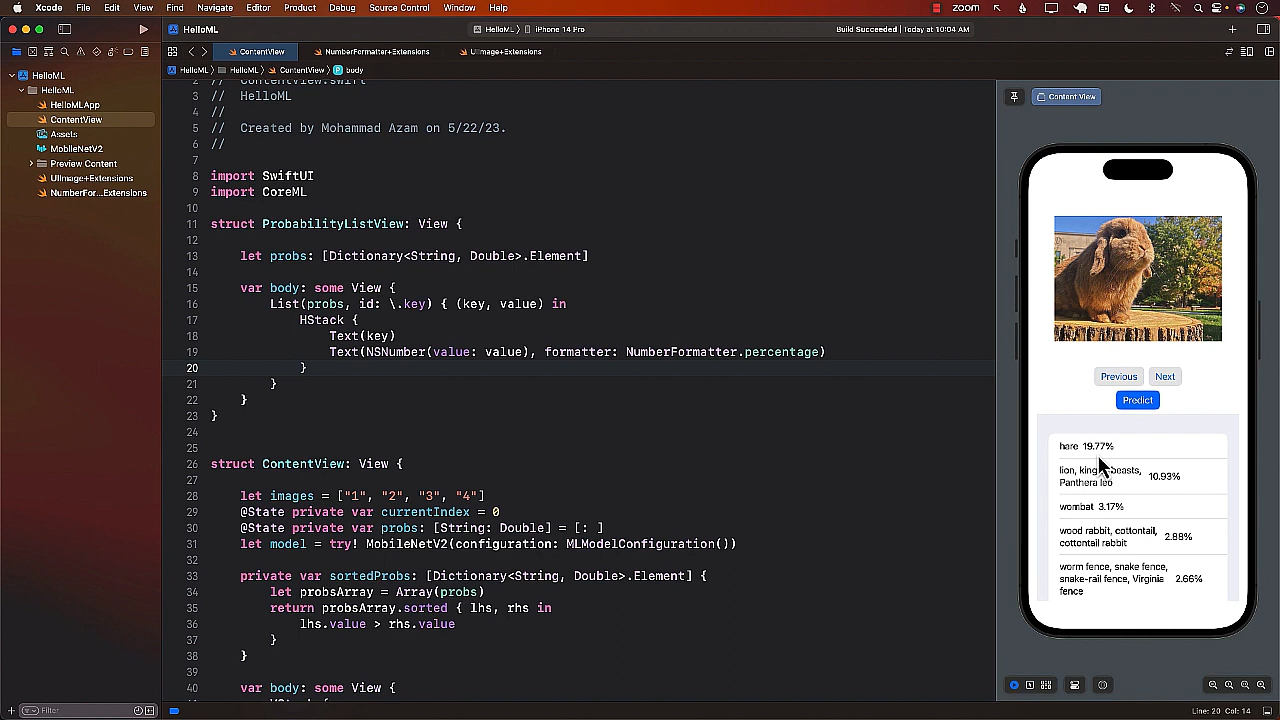 Xcode File Edit View Find Navigate Editor Product Debug Source Control Window Help zoom
HelloML HelloML iPhone 14 Pro Build Succeeded | Today at 10:04 AM
ContentView NumberFormatter+Extensions UIImage+Extensions
HelloML HelloML ContentView body
HelloML
HelloML
HelloMLApp
ContentView
Assets
MobileNetV2
Preview Content
UIImage+Extensions
NumberFor...Extensions
2 // ContentView.swift
3 // HelloML
4 //
5 // Created by Mohammad Azam on 5/22/23.
6 //
7
8 import SwiftUI
9 import CoreML
10
11 struct ProbabilityListView: View {
12
13 let props: [Dictionary<String, Double>.Element]
14
15 var body: some View {
16 List(props, id: \.key) { (key, value) in
17 HStack {
18 Text(key)
19 Text(NSNumber(value: value), formatter: NumberFormatter.percentage)
20 }
21 }
22 }
23 }
24
25
26 struct ContentView: View {
27
28 let images = ["1", "2", "3", "4"]
29 @State private var currentIndex = 0
30 @State private var probs: [String: Double] = [: ]
31 let model = try! MobileNetV2(configuration: MLModelConfiguration())
32
33 private var sortedProbs: [Dictionary<String, Double>.Element] {
34 let probsArray = Array(probs)
35 return probsArray.sorted { lhs, rhs in
36 lhs.value > rhs.value
37 }
38 }
39
40 var body: some View {
Content View
Previous Next
Predict
hare 19.77%
lion, king beasts,
Panthera leo 10.93%
wombat 3.17%
wood rabbit, cottontail,
cottontail rabbit 2.88%
worm fence, snake fence,
snake-rail fence, Virginia
fence 2.66%
Filter
Line: 20 Col: 14